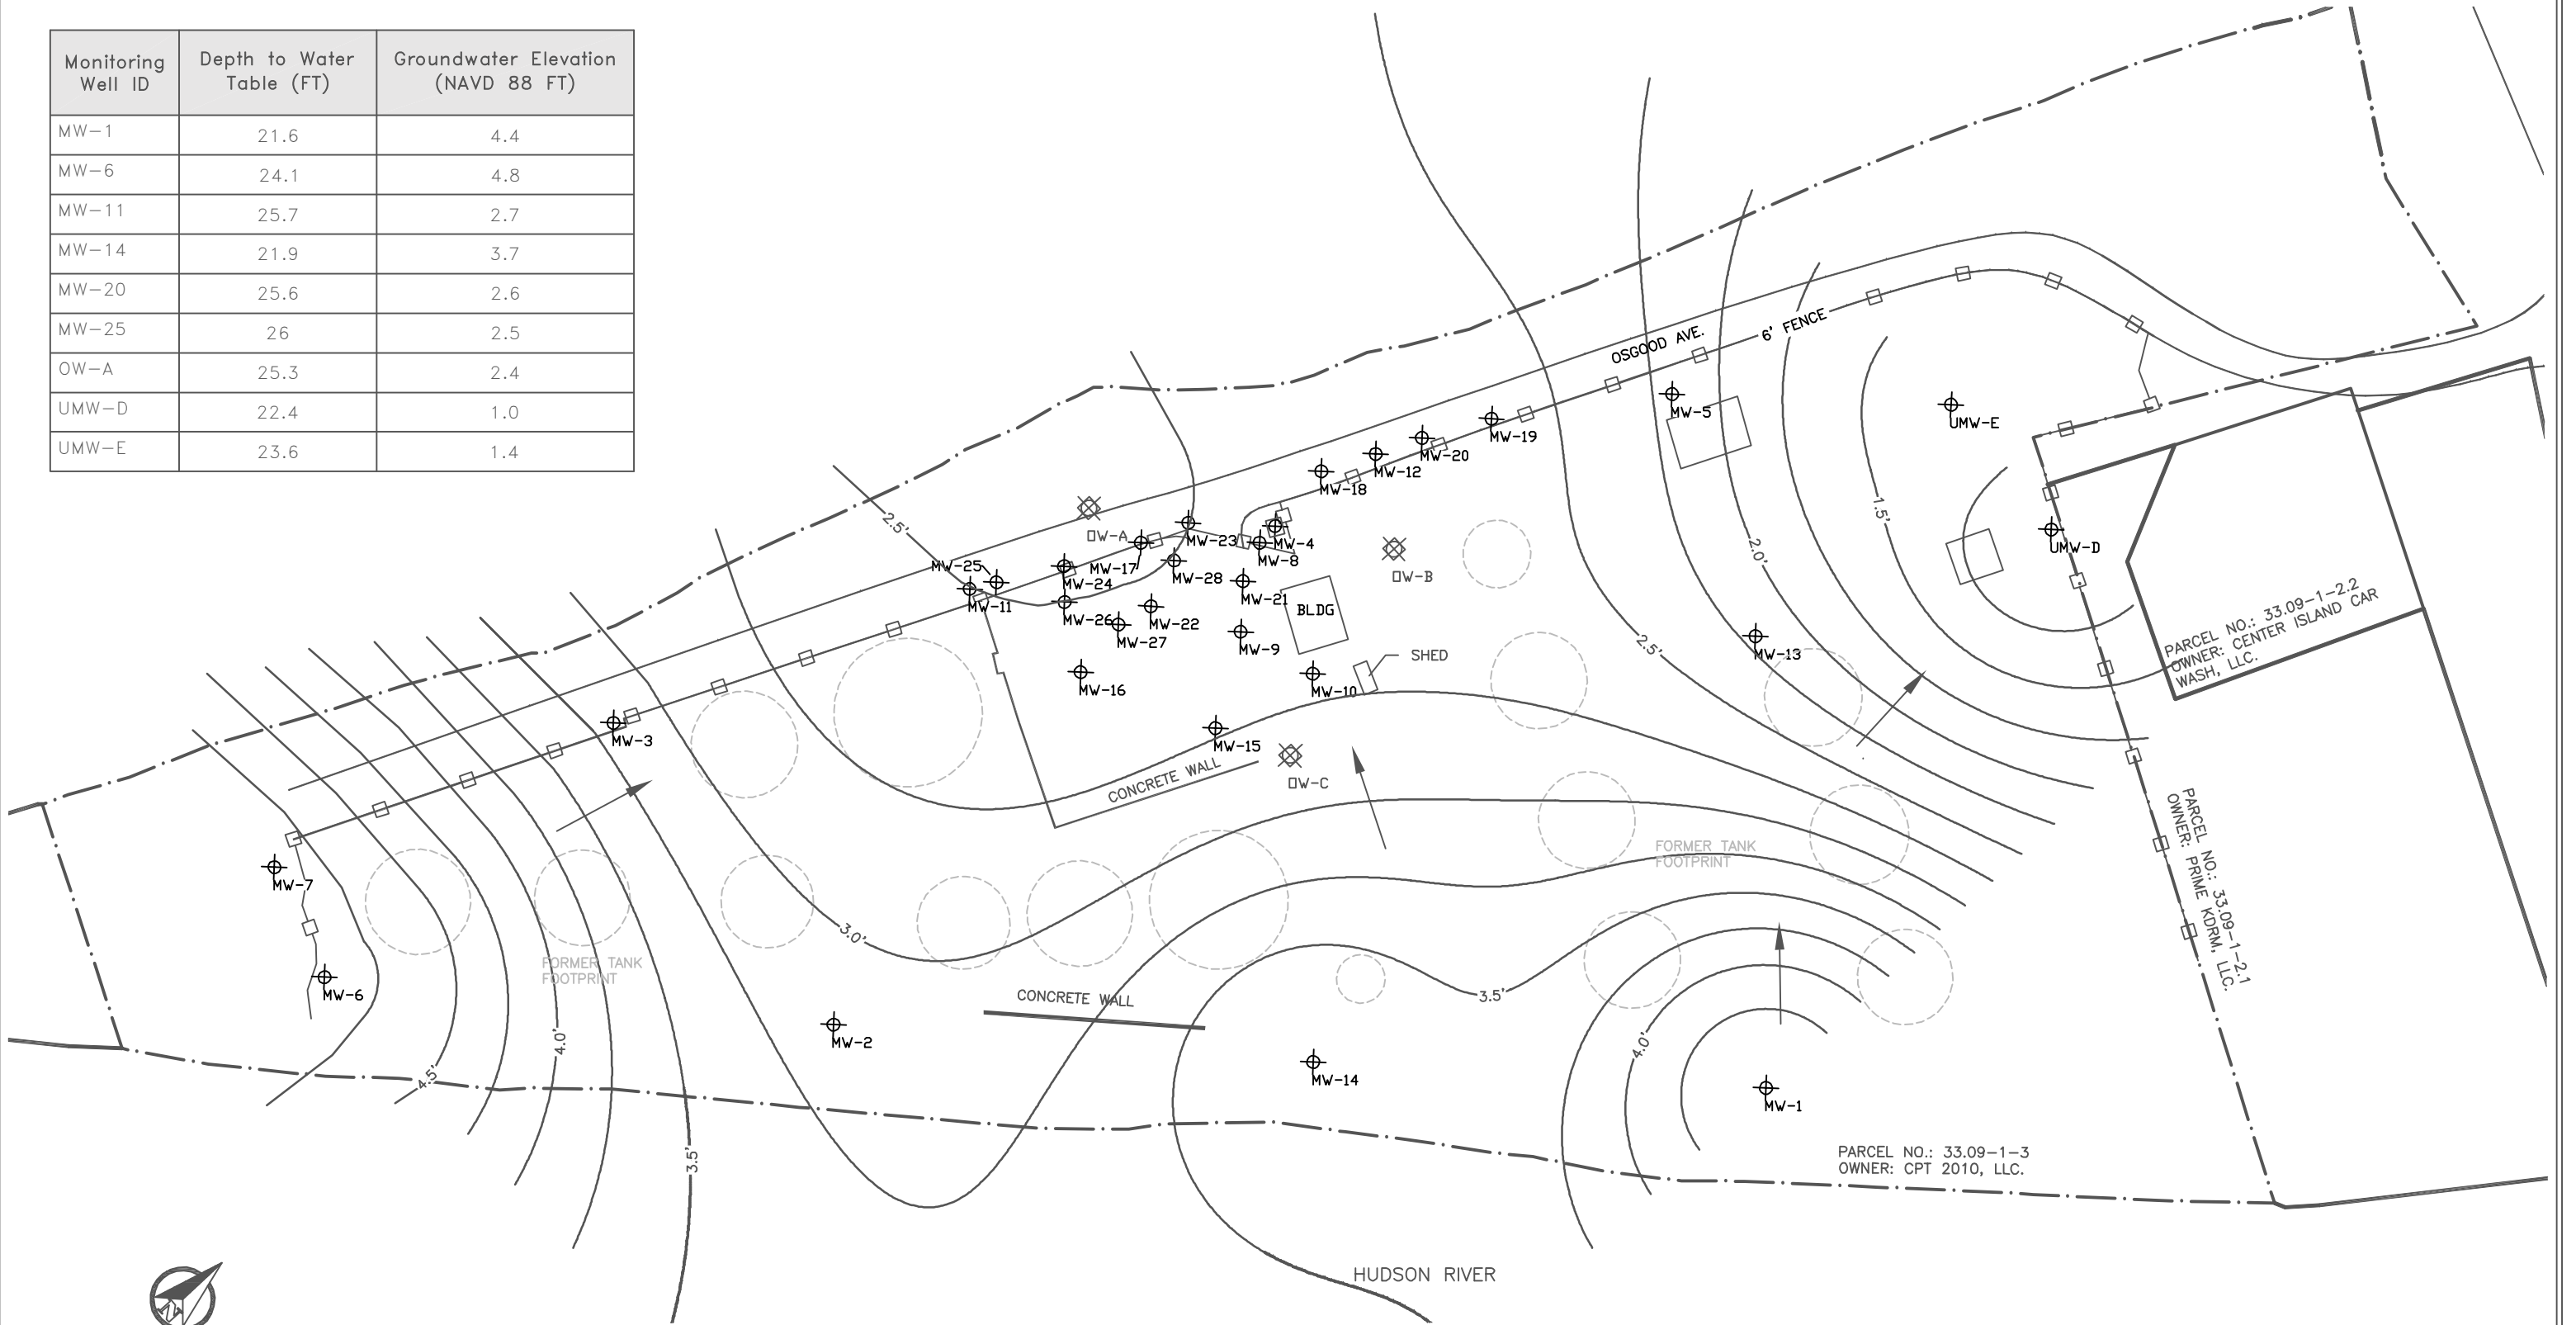 Monitoring Well ID	Depth to Water Table (FT)	Groundwater Elevation (NAVD 88 FT)
MW-1	21.6	4.4
MW-6	24.1	4.8
MW-11	25.7	2.7
MW-14	21.9	3.7
MW-20	25.6	2.6
MW-25	26	2.5
OW-A	25.3	2.4
UMW-D	22.4	1.0
UMW-E	23.6	1.4
OSGOOD AVE.
6' FENCE
MW-5
UMW-E
MW-19
MW-20
MW-12
MW-18
2.5'
OW-A
MW-23
MW-4
MW-8
1.5'
2.0'
UMW-D
MW-25
MW-17
MW-24
MW-28
OW-B
MW-11
MW-21
BLDG
MW-26
MW-22
MW-27
MW-9
2.5'
MW-13
SHED
PARCEL NO.: 33.09-1-2.2
OWNER: CENTER ISLAND CAR
WASH, LLC.
MW-16
MW-10
MW-3
MW-15
CONCRETE WALL
OW-C
PARCEL NO.: 33.09-1-2.1
OWNER: PRIME KDRM, LLC.
FORMER TANK
FOOTPRINT
MW-7
3.0'
FORMER TANK
FOOTPRINT
MW-6
CONCRETE WALL
3.5'
MW-2
4.0'
4.0'
4.5'
MW-14
MW-1
3.5'
PARCEL NO.: 33.09-1-3
OWNER: CPT 2010, LLC.
HUDSON RIVER
N